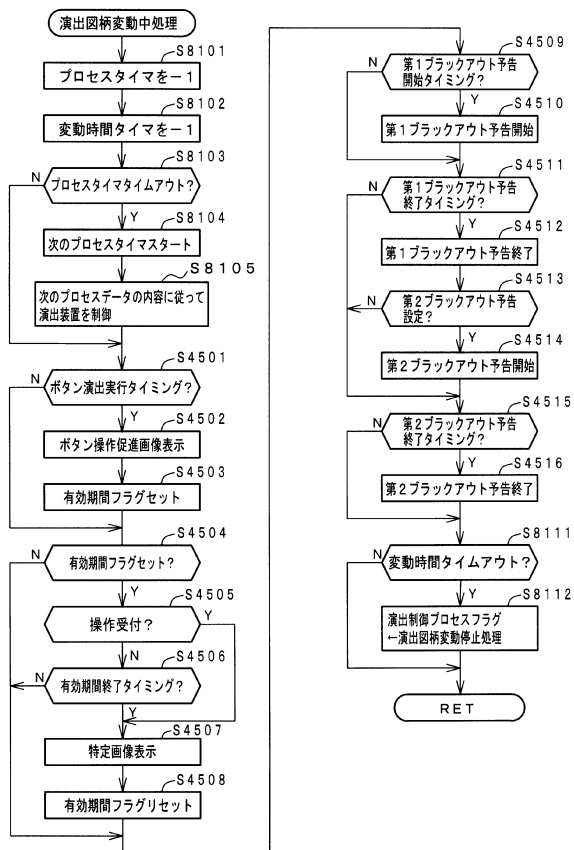 演出図柄変動中処理
S8101
プロセスタイマを－１
S8102
変動時間タイマを－１
S8103
N
プロセスタイマタイムアウト？
Y
S8104
次のプロセスタイマスタート
S8105
次のプロセスデータの内容に従って
演出装置を制御
S4501
N
ボタン演出実行タイミング？
Y
S4502
ボタン操作促進画像表示
S4503
有効期間フラグセット
S4504
N
有効期間フラグセット？
Y
S4505
操作受付？
Y
N
S4506
N
有効期間終了タイミング？
Y
S4507
特定画像表示
S4508
有効期間フラグリセット
S4509
N
第１ブラックアウト予告
開始タイミング？
Y
S4510
第１ブラックアウト予告開始
S4511
N
第１ブラックアウト予告
終了タイミング？
Y
S4512
第１ブラックアウト予告終了
S4513
N
第２ブラックアウト予告
設定？
Y
S4514
第２ブラックアウト予告開始
S4515
N
第２ブラックアウト予告
終了タイミング？
Y
S4516
第２ブラックアウト予告終了
S8111
N
変動時間タイムアウト？
Y
S8112
演出制御プロセスフラグ
←演出図柄変動停止処理
RET